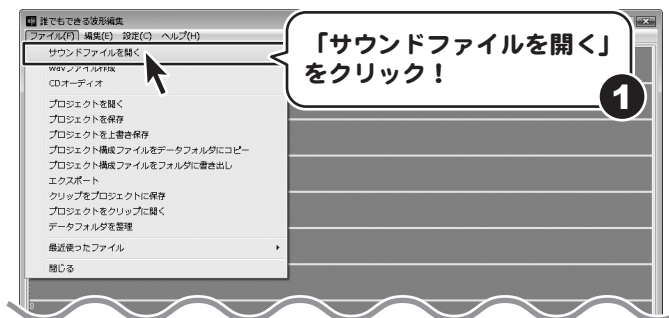 誰でもできる波形編集
ファイル(F) 編集(E) 設定(C) ヘルプ(H)
サウンドファイルを開く
「サウンドファイルを開く」
をクリック！
1
Wavファイル作成
CDオーディオ
プロジェクトを開く
プロジェクトを保存
プロジェクトを上書き保存
プロジェクト構成ファイルをデータフォルダにコピー
プロジェクト構成ファイルをフォルダに書き出し
エクスポート
クリップをプロジェクトに保存
プロジェクトをクリップに開く
データフォルダを整理
最近使ったファイル
閉じる